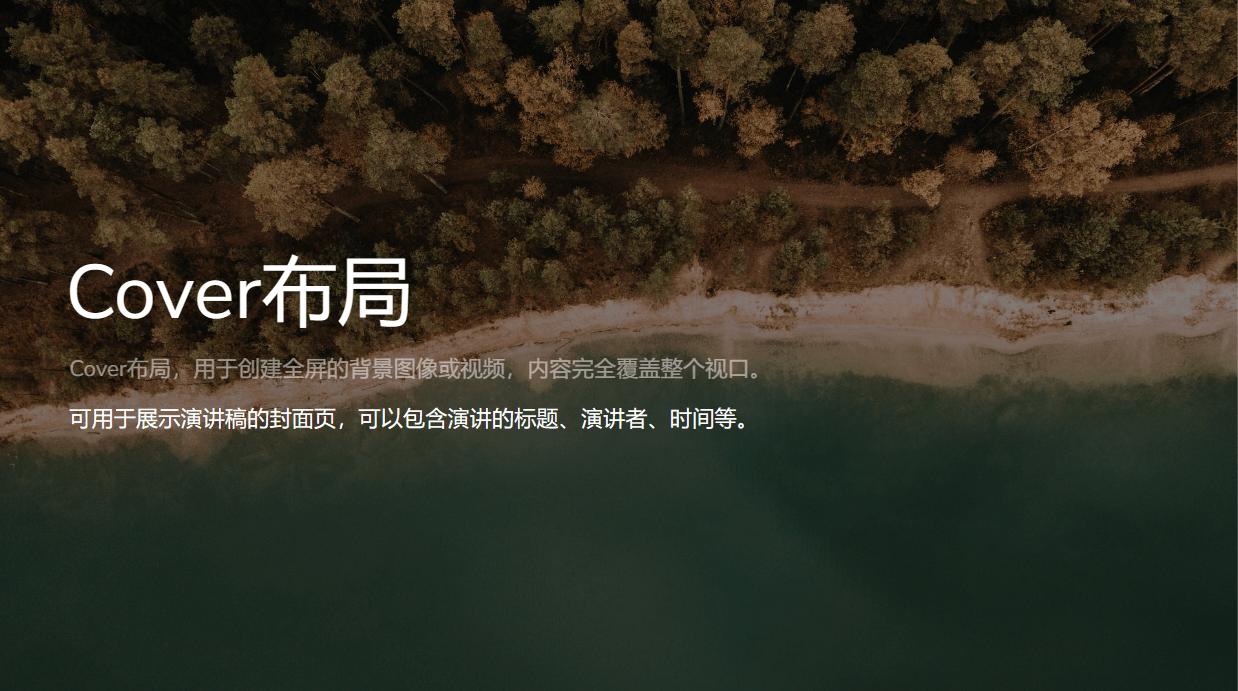 Cover布局
Cover布局，用于创建全屏的背景图像或视频，内容完全覆盖整个视口。
可用于展示演讲稿的封面页，可以包含演讲的标题、演讲者、时间等。